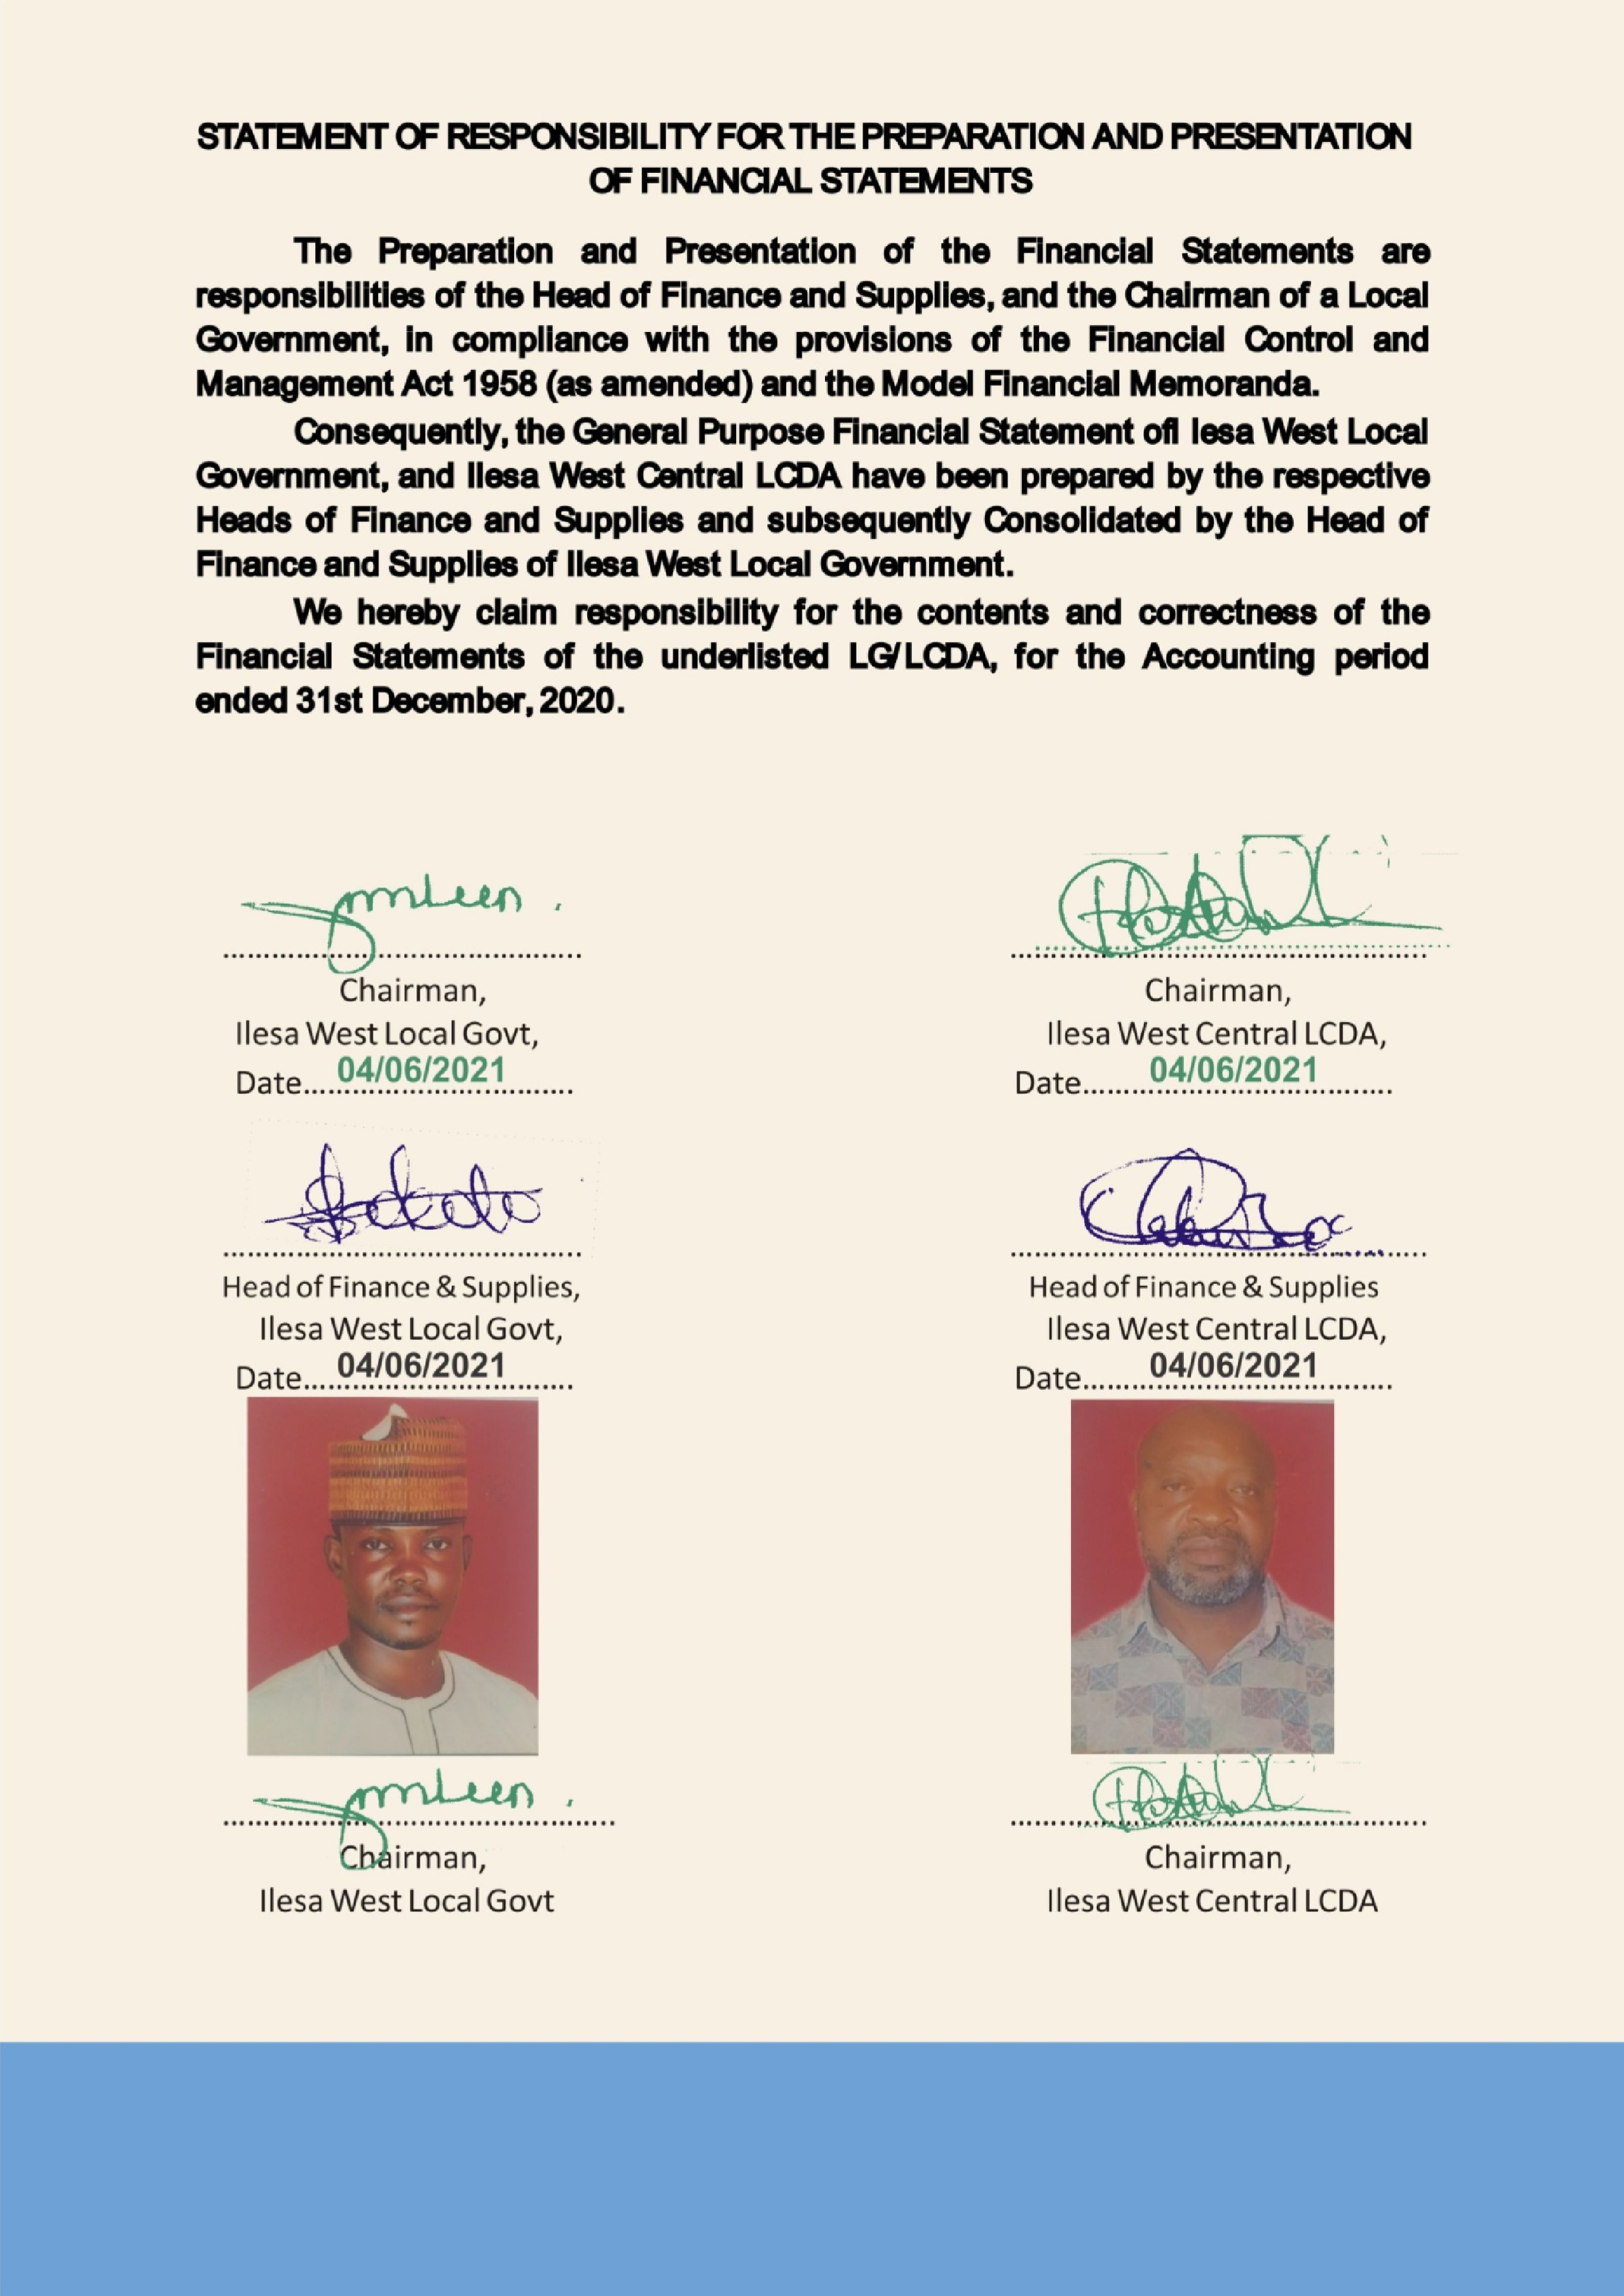 STATEMENT OF RESPONSIBILITY FOR THE PREPARATION AND PRESENTATION
OF FINANCIAL STATEMENTS
The Preparation and Presentation of the Financial Statements are
responsibilities of the Head of Finance and Supplies, and the Chairman of a Local
Government, in compliance with the provisions of the Financial Control and
Management Act 1958 (as amended) and the Model Financial Memoranda.
Consequently, the General Purpose Financial Statement ofI lesa West Local
Government, and Ilesa West Central LCDA have been prepared by the respective
Heads of Finance and Supplies and subsequently Consolidated by the Head of
Finance and Supplies of Ilesa West Local Government.
We hereby claim responsibility for the contents and correctness of the
Financial Statements of the underlisted LG/LCDA, for the Accounting period
ended 31st December, 2020.
Chairman,
Ilesa West Local Govt,
Date....04/06/2021....
Chairman,
Ilesa West Central LCDA,
Date....04/06/2021....
Head of Finance & Supplies,
Ilesa West Local Govt,
Date....04/06/2021....
Head of Finance & Supplies
Ilesa West Central LCDA,
Date....04/06/2021....
Chairman,
Ilesa West Local Govt
Chairman,
Ilesa West Central LCDA